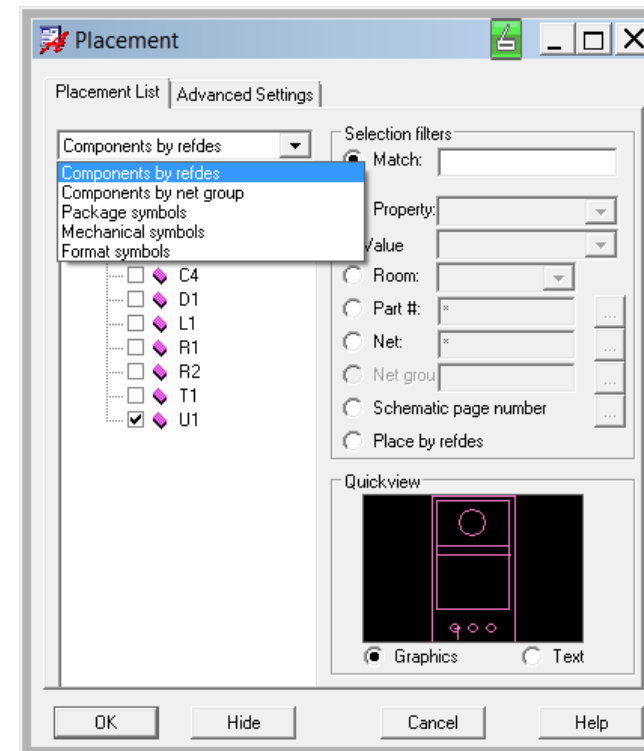 Placement
Placement List
Advanced Settings
Components by refdes
Components by refdes
Components by net group
Package symbols
Mechanical symbols
Format symbols
C4
D1
L1
R1
R2
T1
U1
Selection filters
Match:
Property:
Value
Room:
Part #:
*
...
Net:
*
...
Net grou
...
Schematic page number
...
Place by refdes
Quickview
Graphics
Text
OK
Hide
Cancel
Help